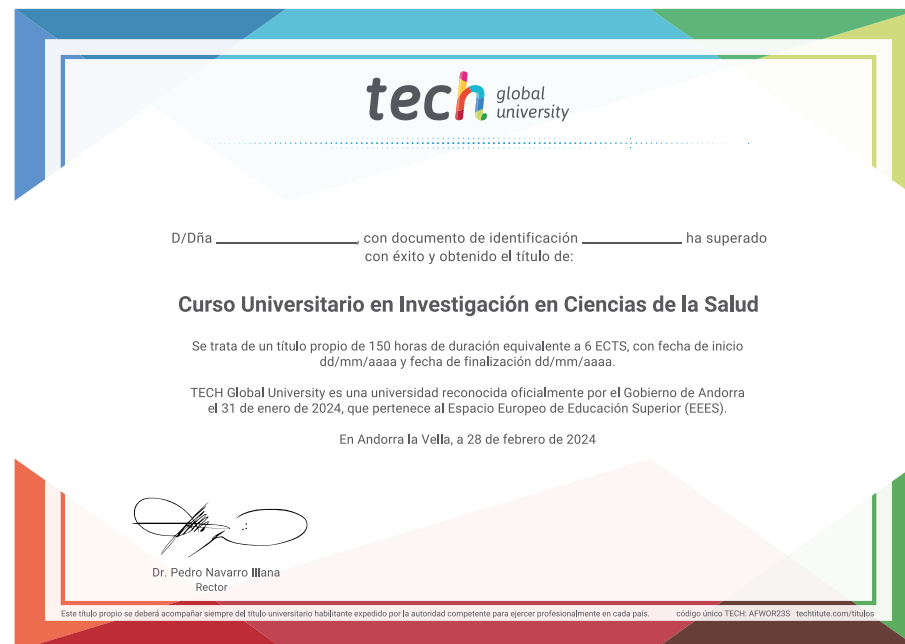 tech global university
D/Dña ______________, con documento de identificación __________ ha superado
con éxito y obtenido el título de:
Curso Universitario en Investigación en Ciencias de la Salud
Se trata de un título propio de 150 horas de duración equivalente a 6 ECTS, con fecha de inicio
dd/mm/aaaa y fecha de finalización dd/mm/aaaa.
TECH Global University es una universidad reconocida oficialmente por el Gobierno de Andorra
el 31 de enero de 2024, que pertenece al Espacio Europeo de Educación Superior (EEES).
En Andorra la Vella, a 28 de febrero de 2024
Dr. Pedro Navarro Illana
Rector
Este título propio se deberá acompañar siempre del título universitario habilitante expedido por la autoridad competente para ejercer profesionalmente en cada país. código único TECH: AFWOR23S techtitute.com/titulos